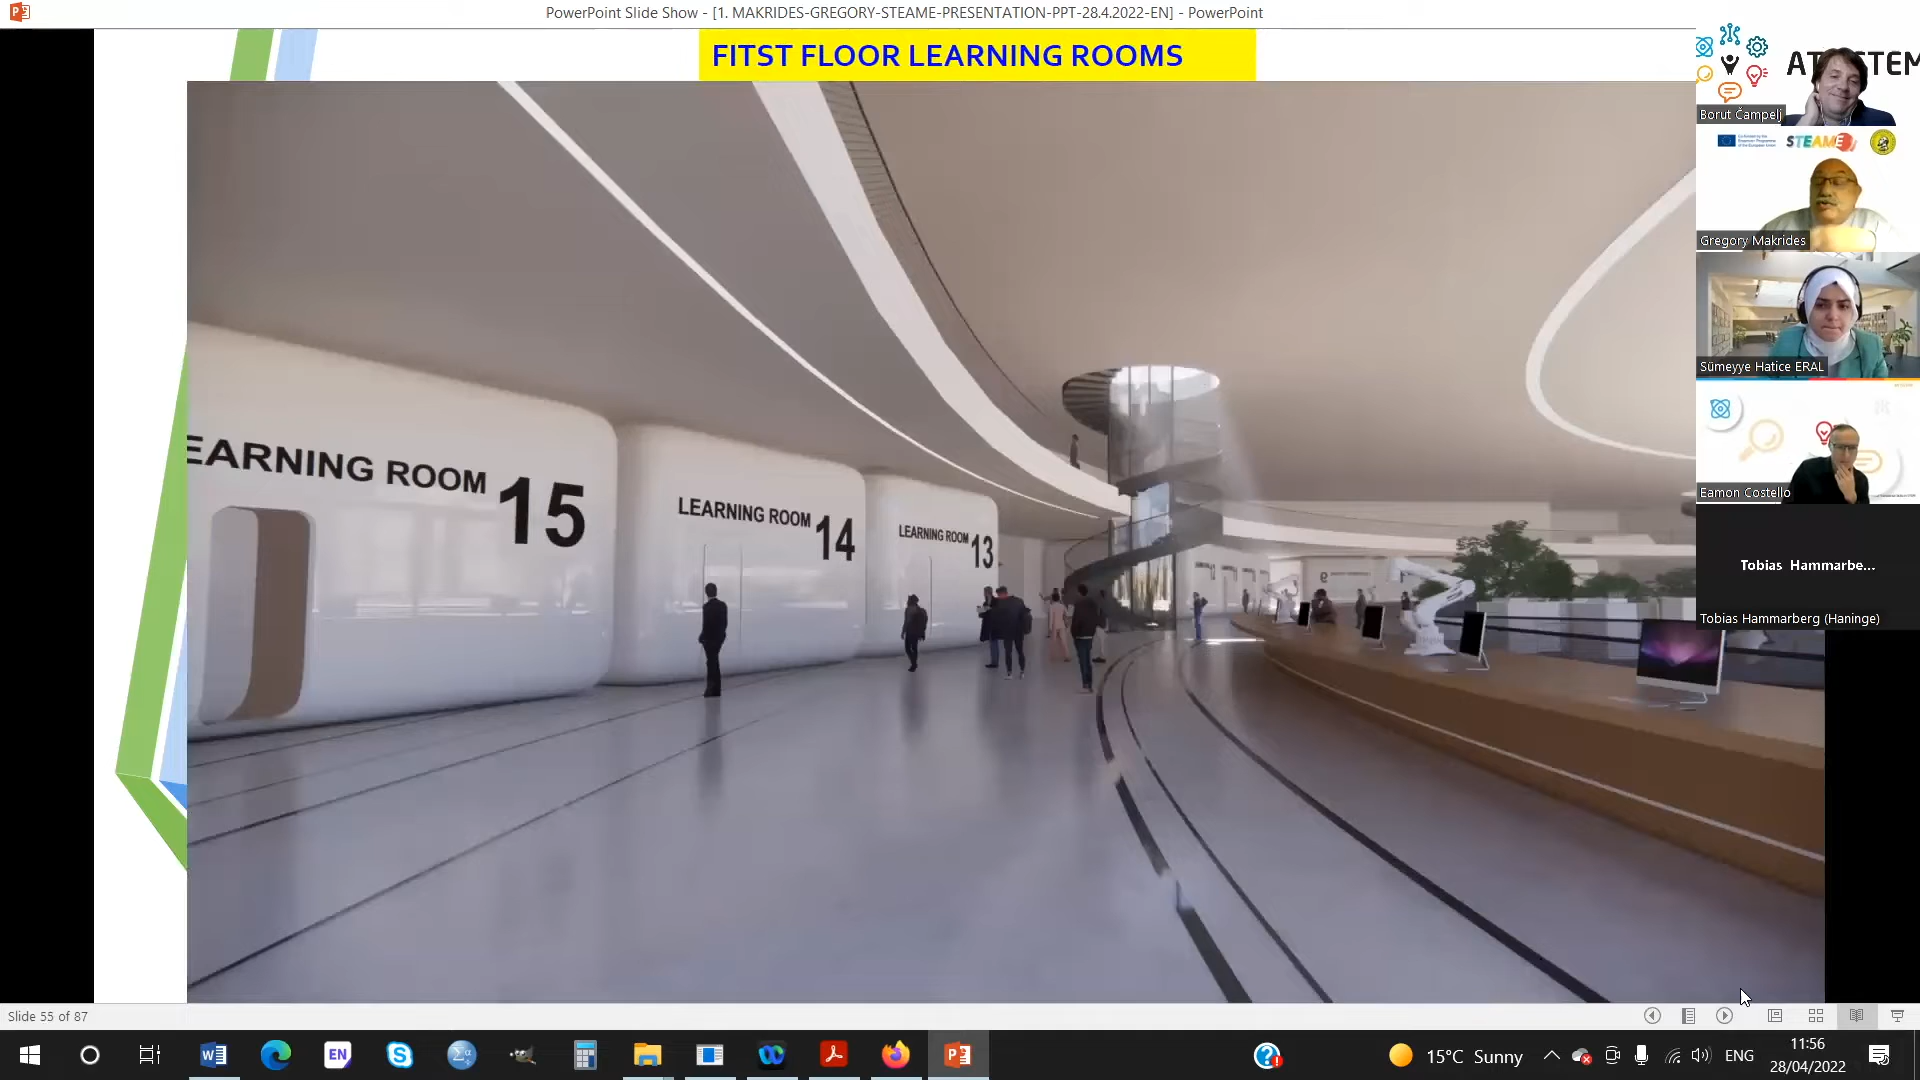 PowerPoint Slide Show - [1. MAKRIDES-GREGORY-STEAME-PRESENTATION-PPT-28.4.2022-EN] - PowerPoint
FITST FLOOR LEARNING ROOMS
EARNING ROOM 15
LEARNING ROOM 14
LEARNING ROOM 13
9
Borut Čampelj
STEAME
Gregory Makrides
Sümeyye Hatice ERAL
Eamon Costello
Tobias Hammarbe...
Tobias Hammarberg (Haninge)
Slide 55 of 87
EN
15°C Sunny
ENG
11:56
28/04/2022